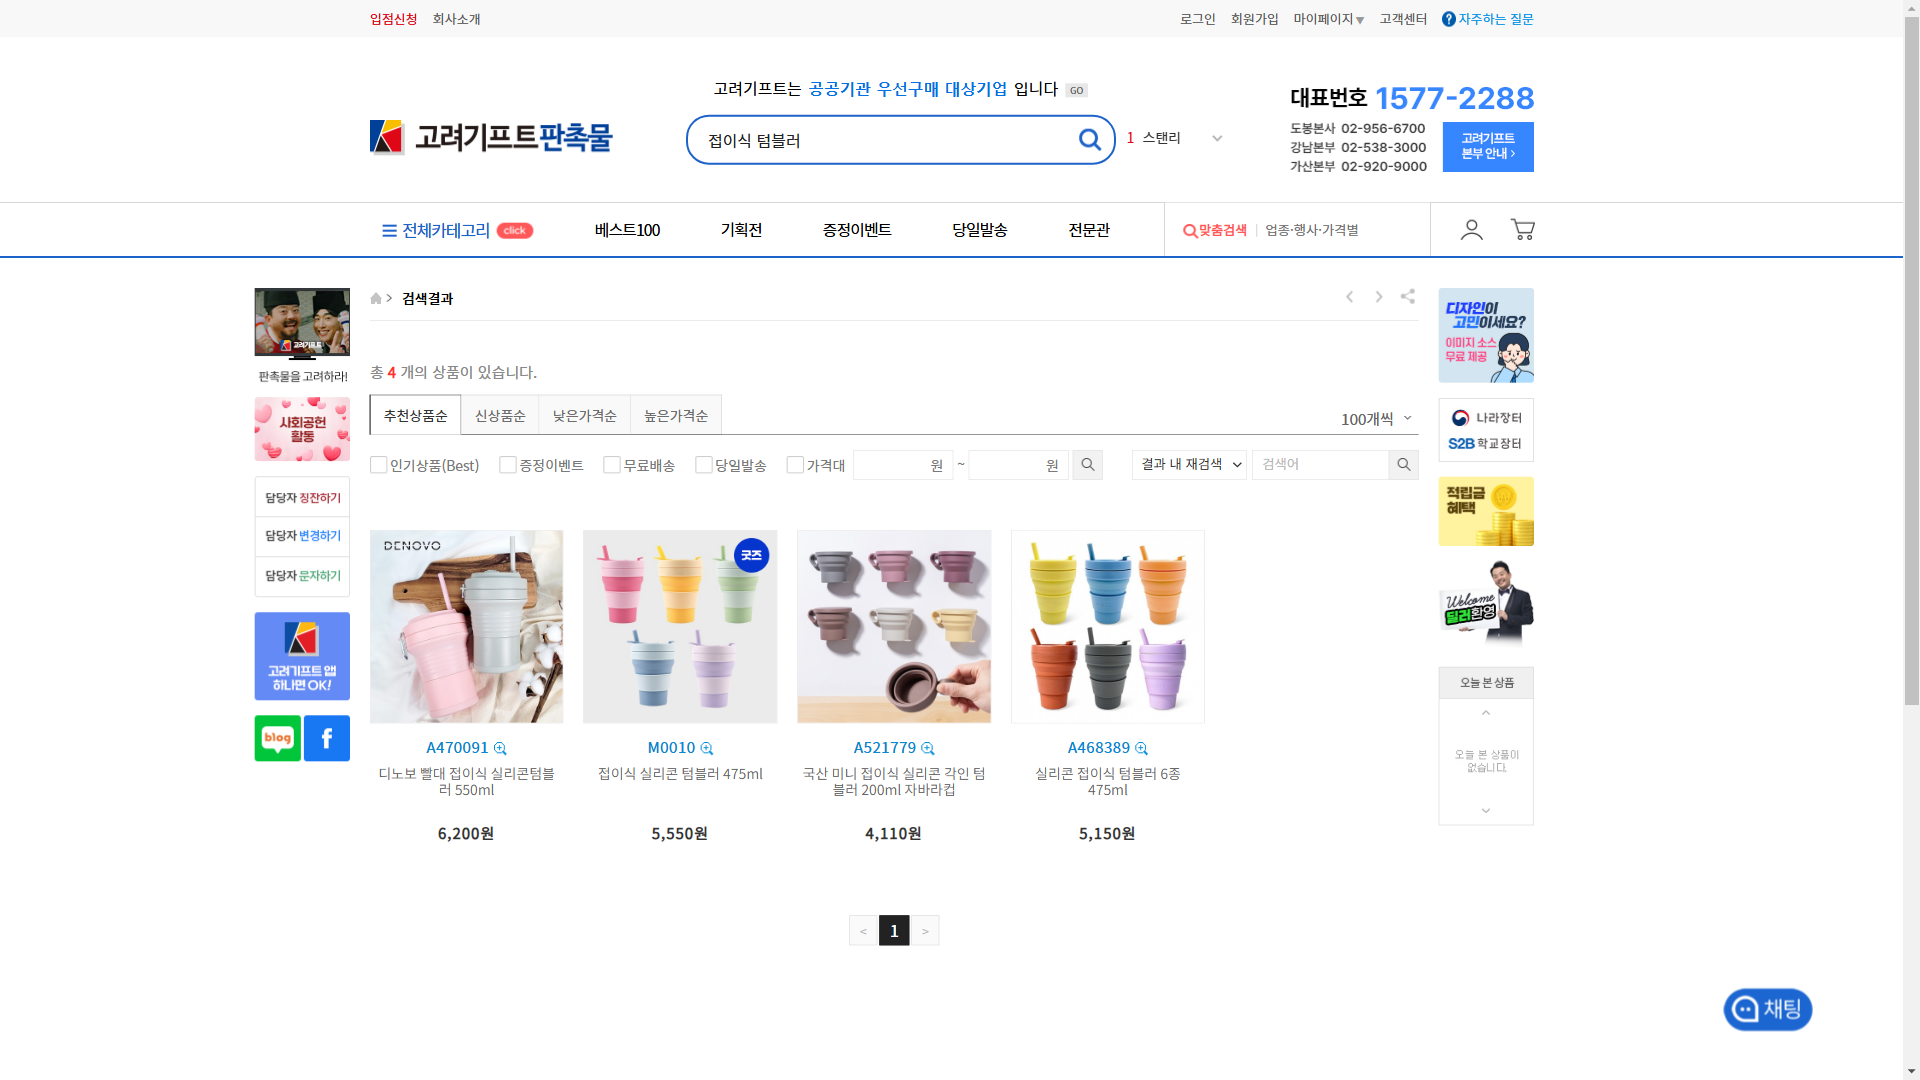 입점신청 회사소개
로그인 회원가입 마이페이지▼ 고객센터 ? 자주하는 질문
고려기프트는 공공기관 우선구매 대상기업 입니다 GO
고려기프트판촉물
접이식 텀블러
1 스탠리
대표번호 1577-2288
도봉본사 02-956-6700
강남본부 02-538-3000
가산본부 02-920-9000
고려기프트
본부 안내 >
전체카테고리 click
베스트100
기획전
증정이벤트
당일발송
전문관
맞춤검색 | 업종·행사·가격별
고려기프트
판촉물을 고려하라!
사회공헌
활동
담당자 칭찬하기
담당자 변경하기
담당자 문자하기
고려기프트 앱
하나면 OK!
blog
f
> 검색결과
총 4 개의 상품이 있습니다.
추천상품순 신상품순 낮은가격순 높은가격순
100개씩
인기상품(Best) 증정이벤트 무료배송 당일발송 가격대 원 ~ 원
결과 내 재검색 검색어
DENOVO
굿즈
A470091
디노보 빨대 접이식 실리콘텀블
러 550ml
6,200원
M0010
접이식 실리콘 텀블러 475ml
5,550원
A521779
국산 미니 접이식 실리콘 각인 텀
블러 200ml 자바라컵
4,110원
A468389
실리콘 접이식 텀블러 6종
475ml
5,150원
< 1 >
디자인이
고민이세요?
이미지 소스
무료 제공
나라장터
S2B 학교장터
적립금
혜택
Welcome
딜러환영
오늘 본 상품
오늘 본 상품이
없습니다.
채팅